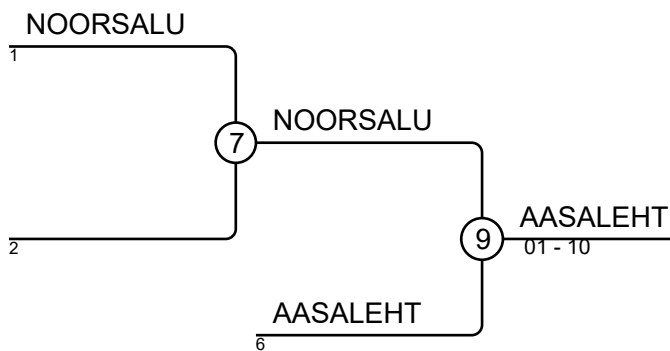 NOORSALU
1
7
NOORSALU
2
9
AASALEHT
01 - 10
AASALEHT
6